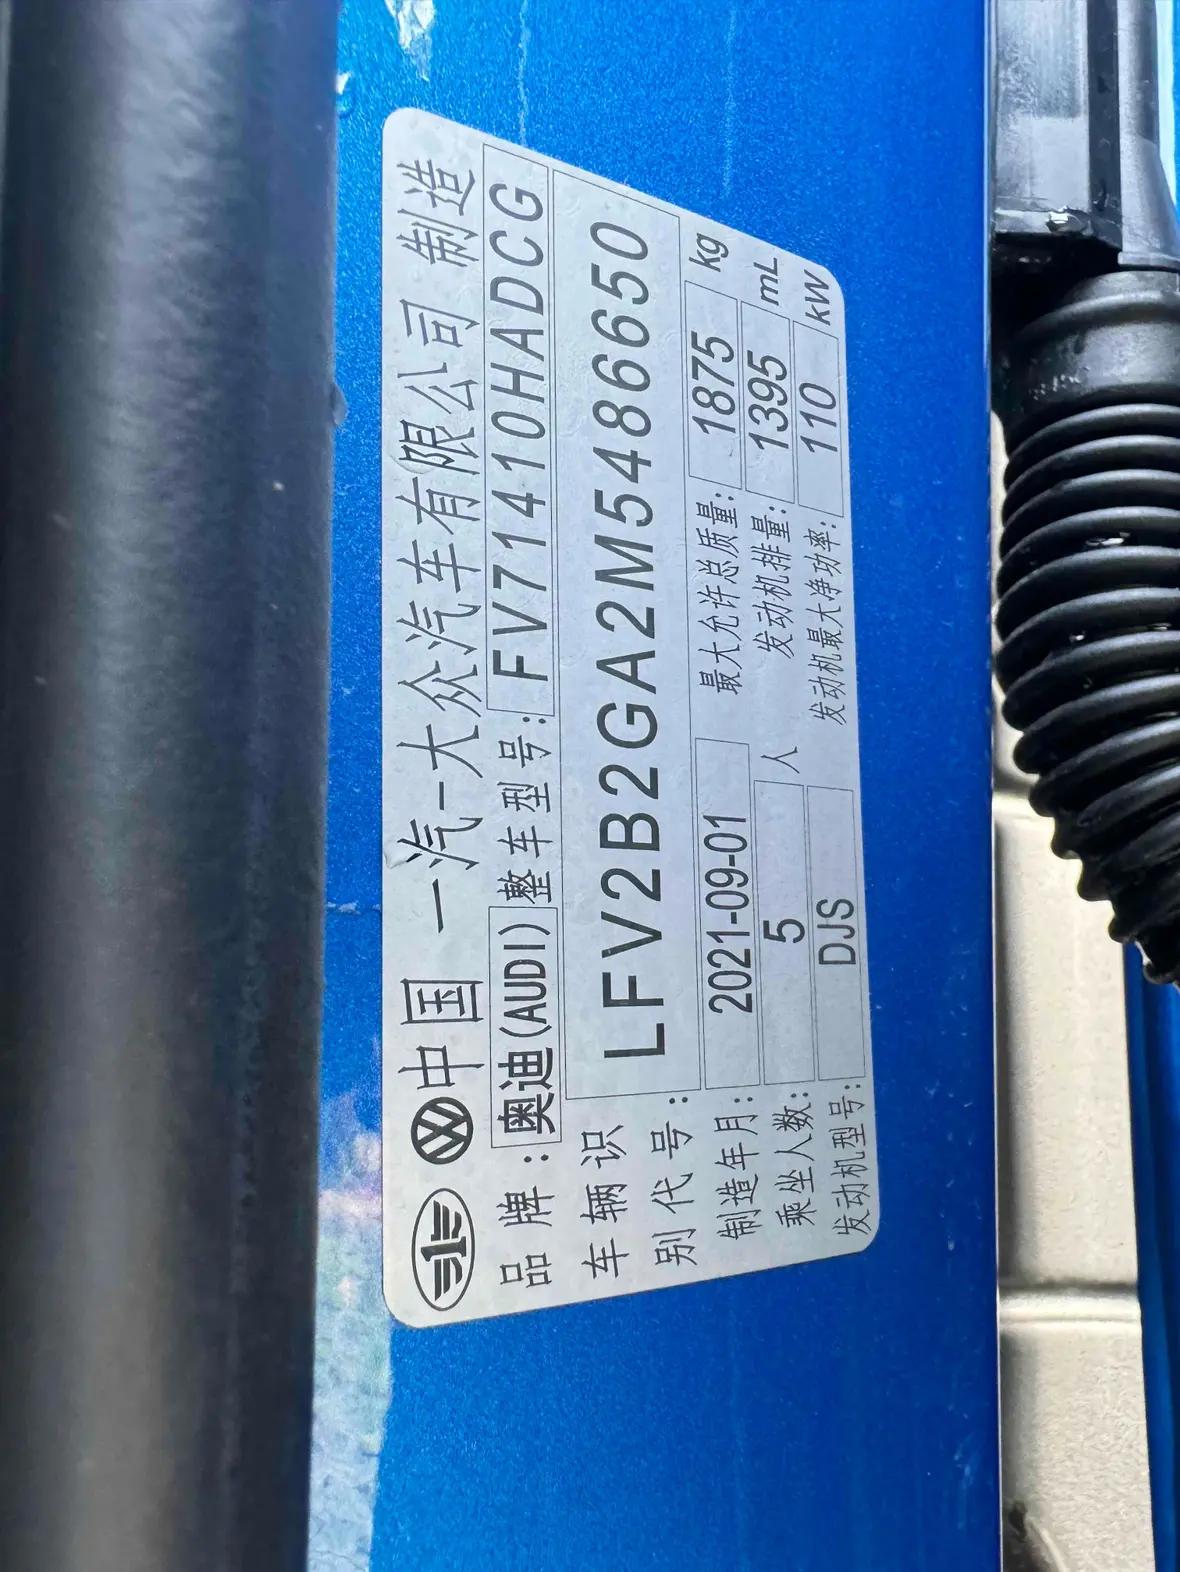 中国 一汽-大众汽车有限公司 制造
品牌: 奥迪(AUDI) 整车型号: FV71410HADCG
车辆识别代号: LFV2B2GA2M5486650
制造年月: 2021-09-01 最大允许总质量: 1875 kg
乘坐人数: 5 人 发动机排量: 1395 mL
发动机型号: DJS 发动机最大净功率: 110 kW